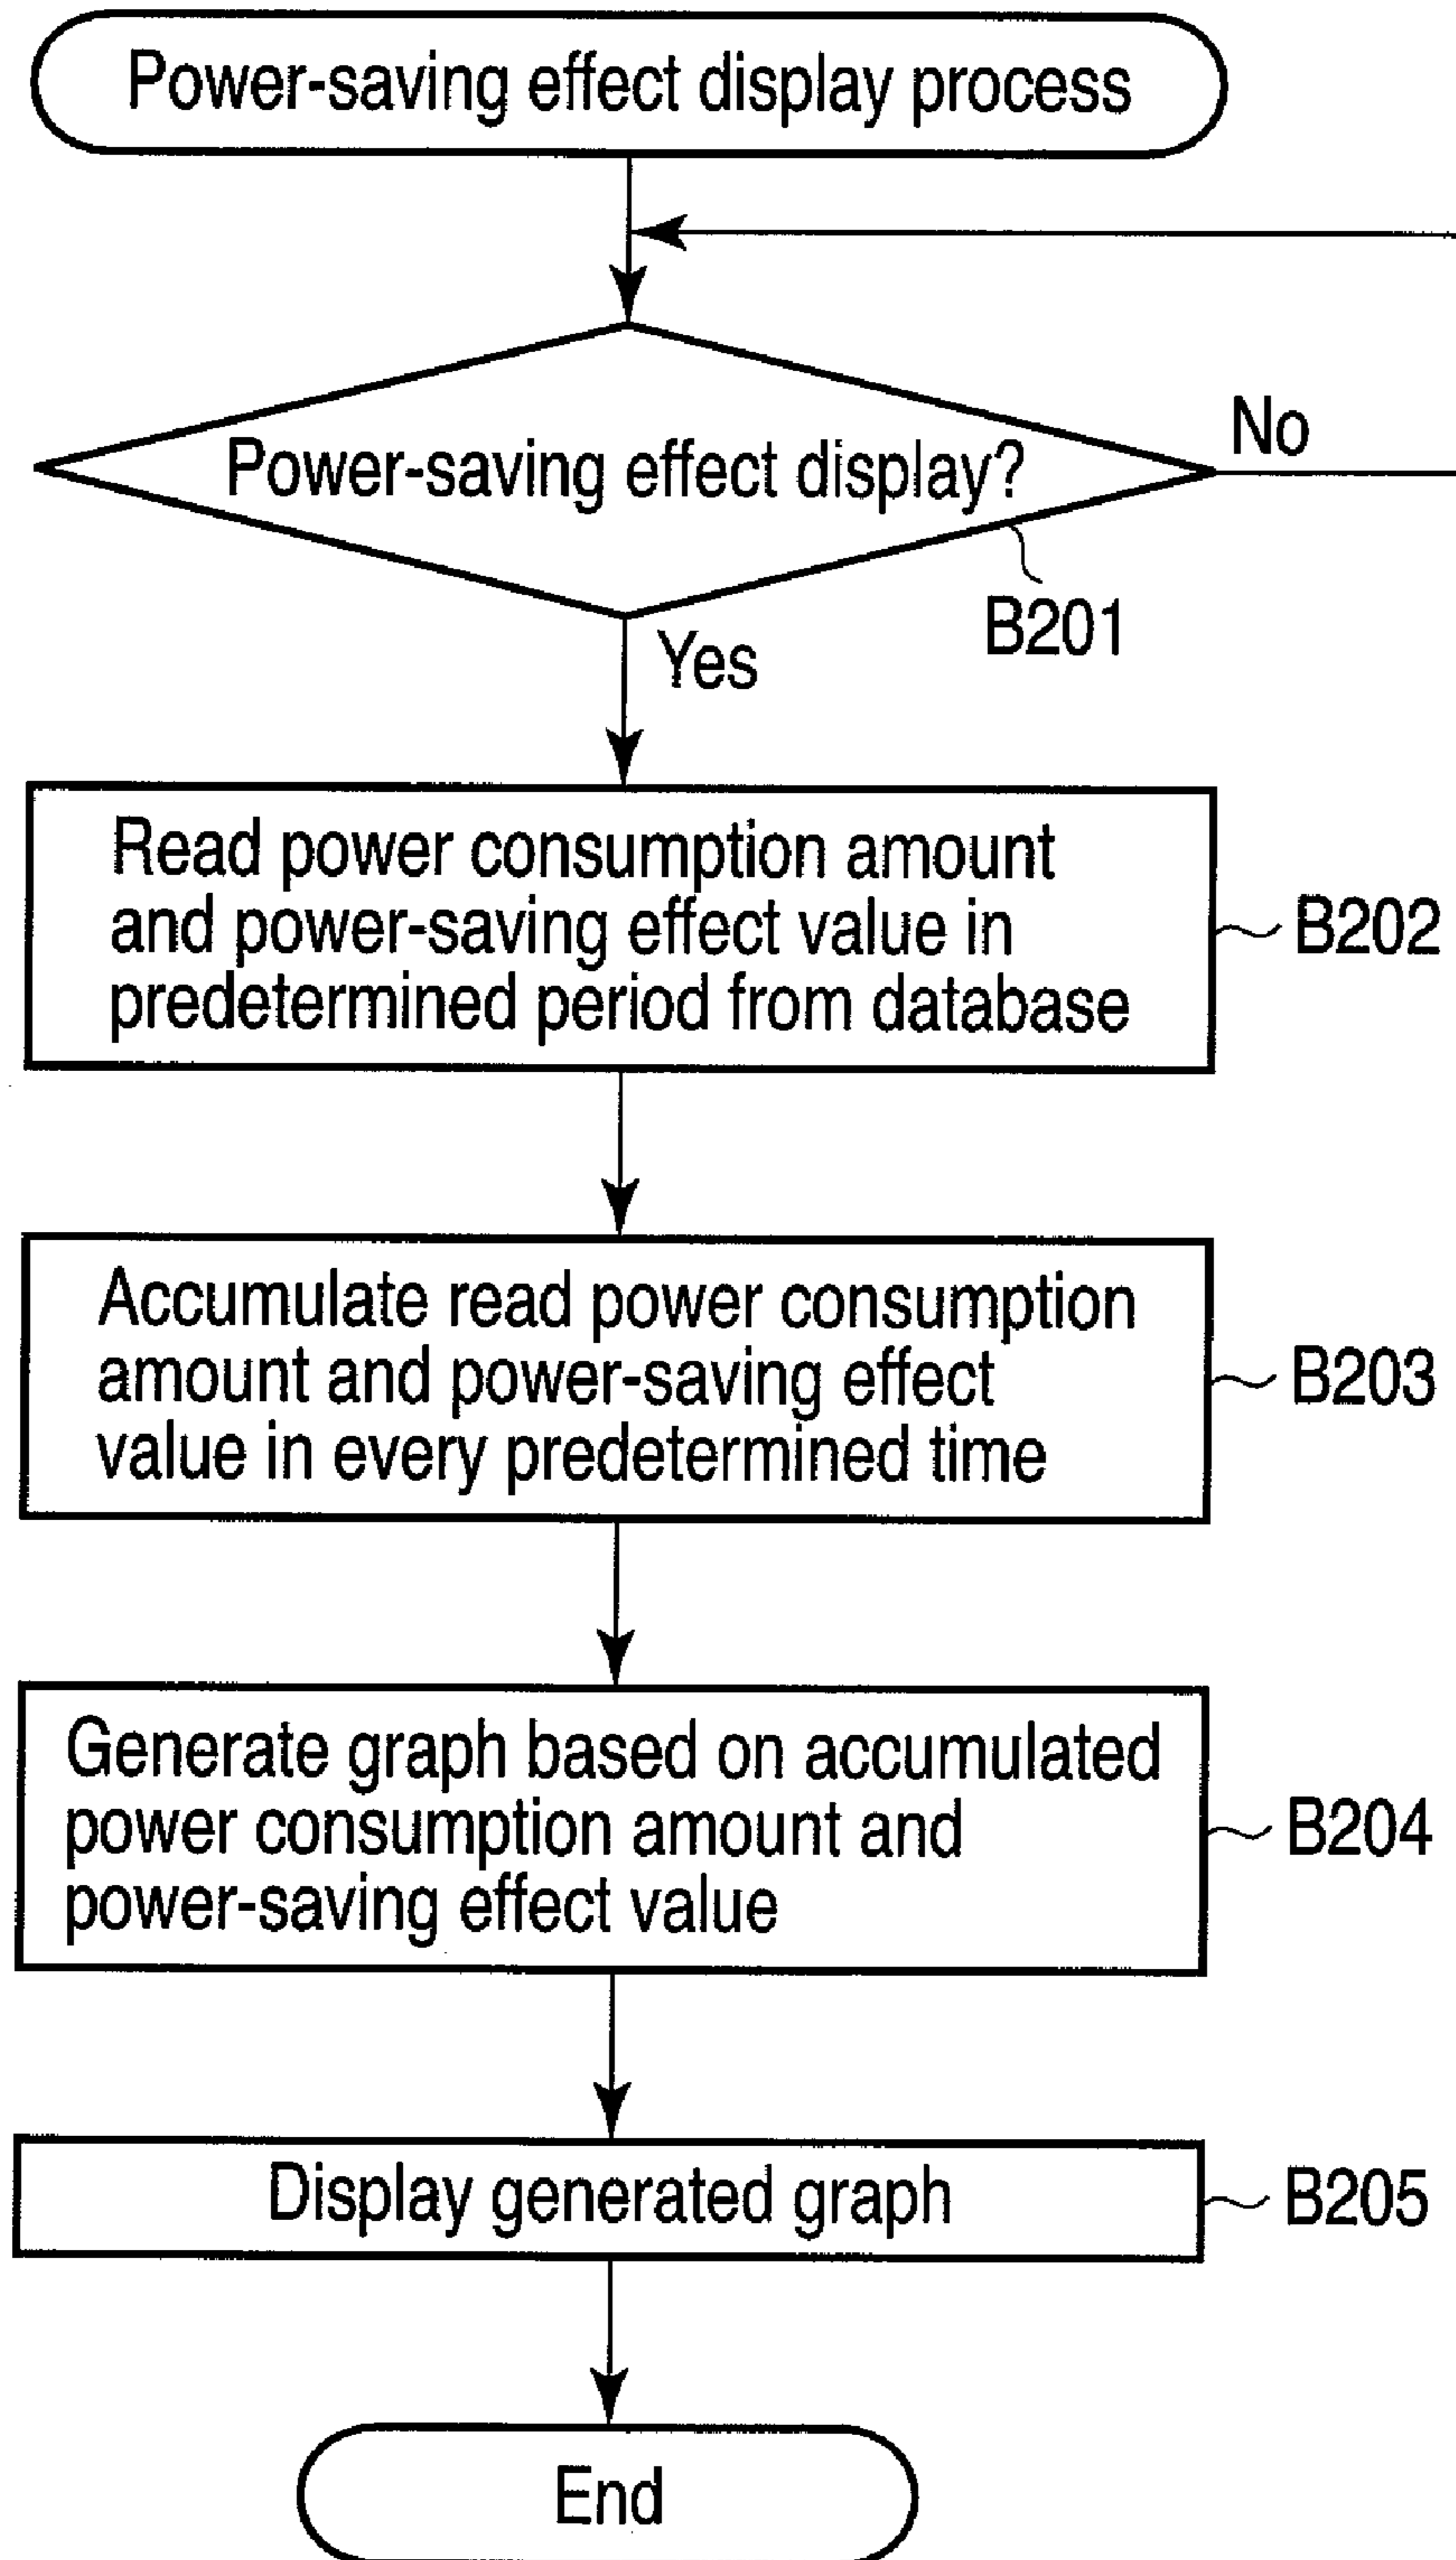 Power-saving effect display process
No
Power-saving effect display?
B201
Yes
Read power consumption amount
and power-saving effect value in
predetermined period from database
B202
Accumulate read power consumption
amount and power-saving effect
value in every predetermined time
B203
Generate graph based on accumulated
power consumption amount and
power-saving effect value
B204
Display generated graph
B205
End